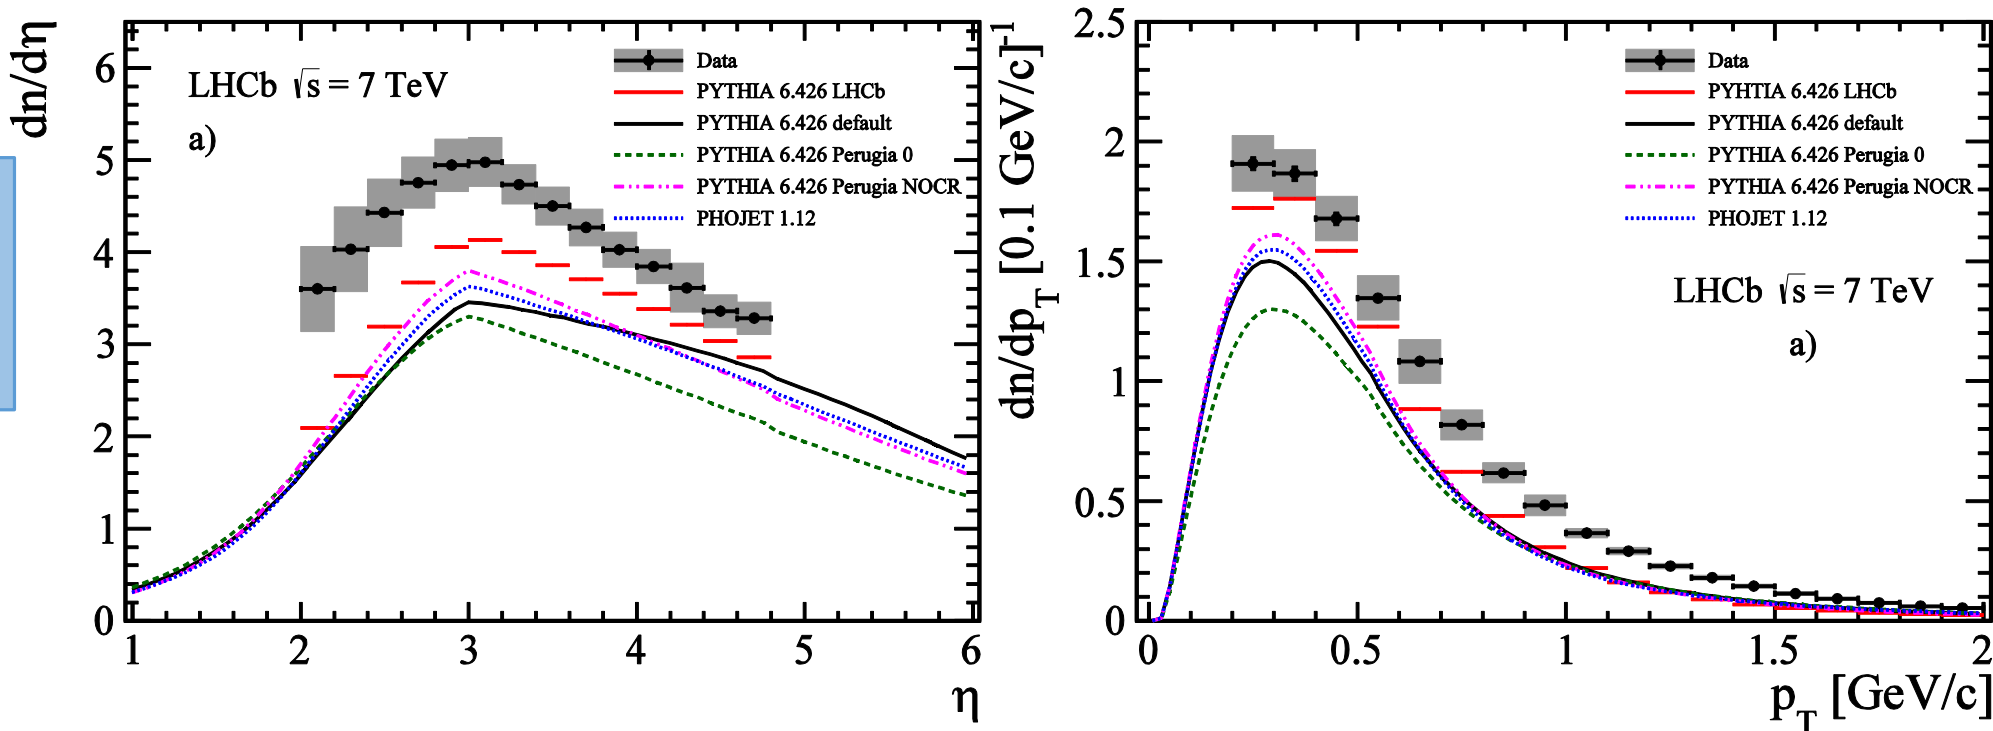 dn/dη
6
5
4
3
2
1
0
LHCb √s = 7 TeV
a)
Data
PYTHIA 6.426 LHCb
PYTHIA 6.426 default
PYTHIA 6.426 Perugia 0
PYTHIA 6.426 Perugia NOCR
PHOJET 1.12
1 2 3 4 5 6
η
dn/dp_T [0.1 GeV/c]^-1
2.5
2
1.5
1
0.5
0
Data
PYHTIA 6.426 LHCb
PYTHIA 6.426 default
PYTHIA 6.426 Perugia 0
PYTHIA 6.426 Perugia NOCR
PHOJET 1.12
LHCb √s = 7 TeV
a)
0 0.5 1 1.5 2
p_T [GeV/c]